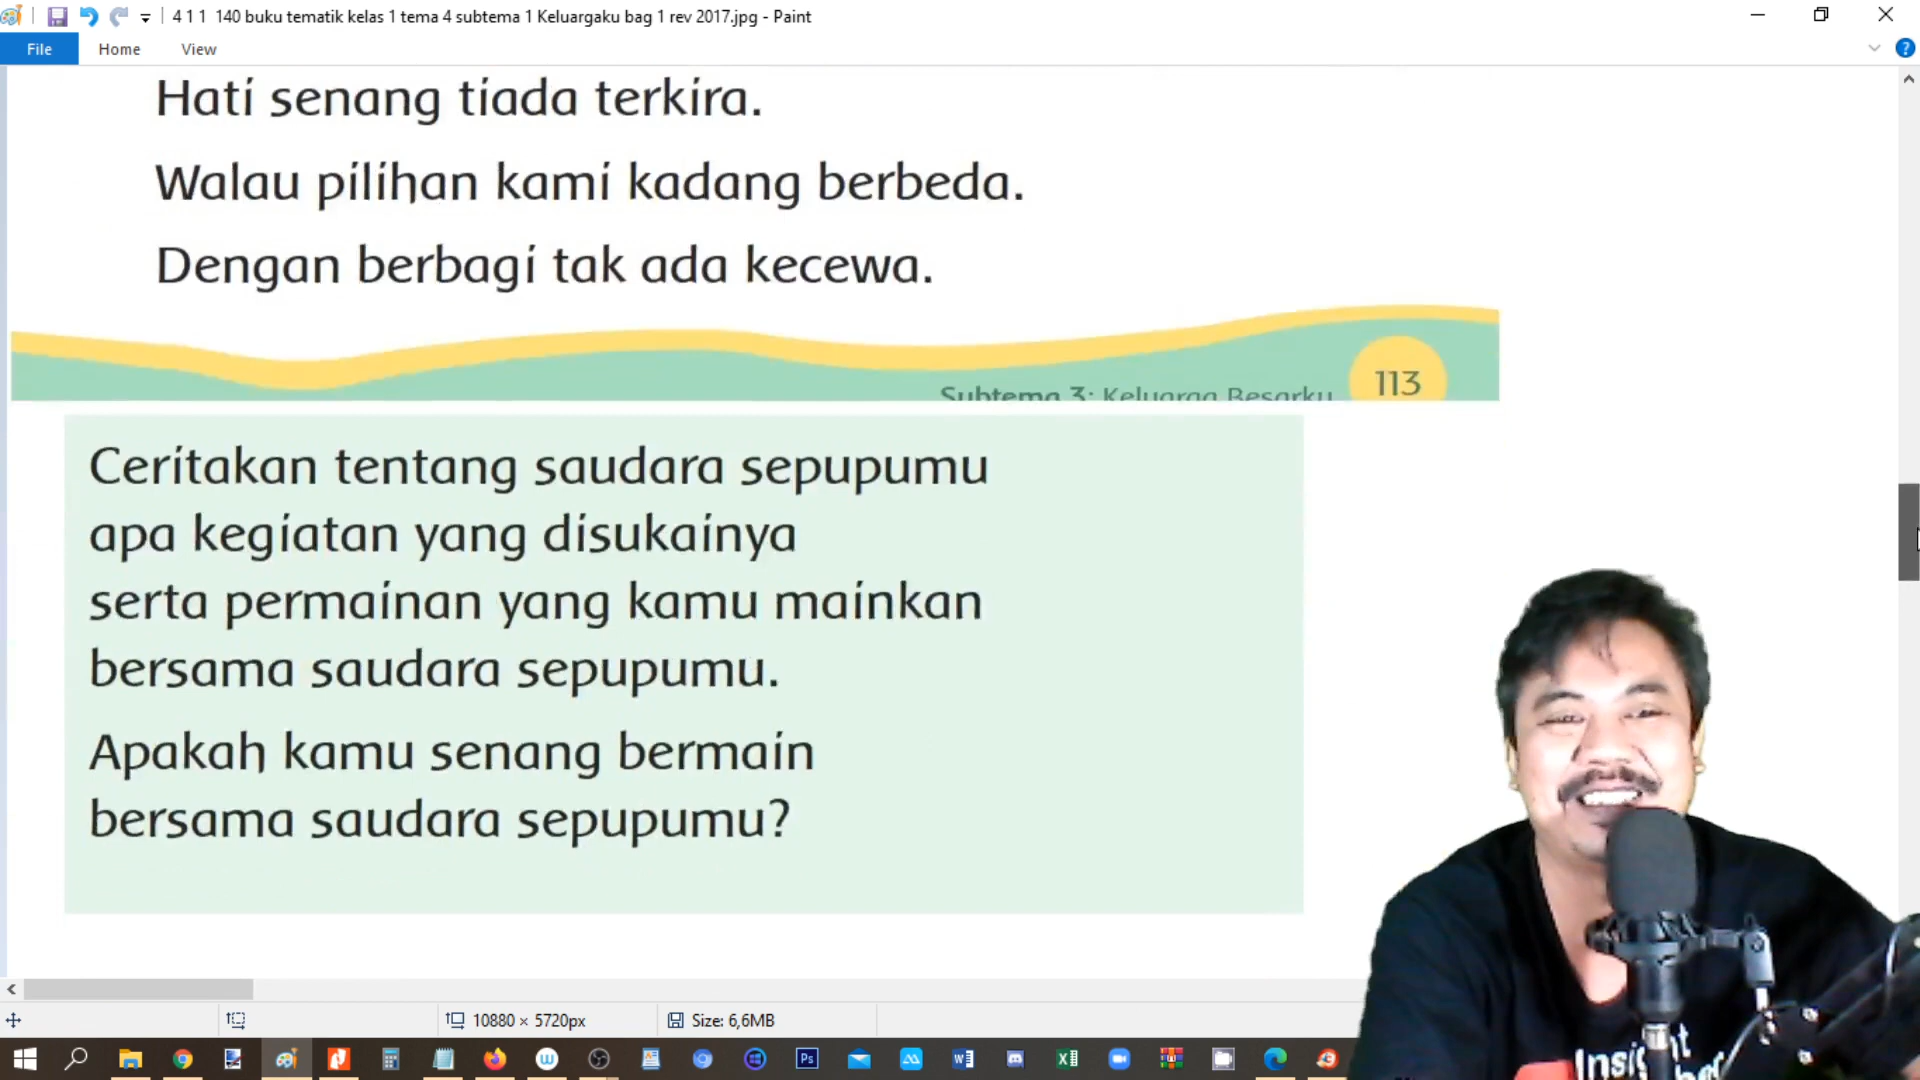 4 1 1  140 buku tematik kelas 1 tema 4 subtema 1 Keluargaku bag 1 rev 2017.jpg - Paint
File Home View
Hati senang tiada terkira.
Walau pilihan kami kadang berbeda.
Dengan berbagi tak ada kecewa.
Subtema 3: Keluarga Besarku 113
Ceritakan tentang saudara sepupumu
apa kegiatan yang disukainya
serta permainan yang kamu mainkan
bersama saudara sepupumu.
Apakah kamu senang bermain
bersama saudara sepupumu?
10880 × 5720px Size: 6,6MB